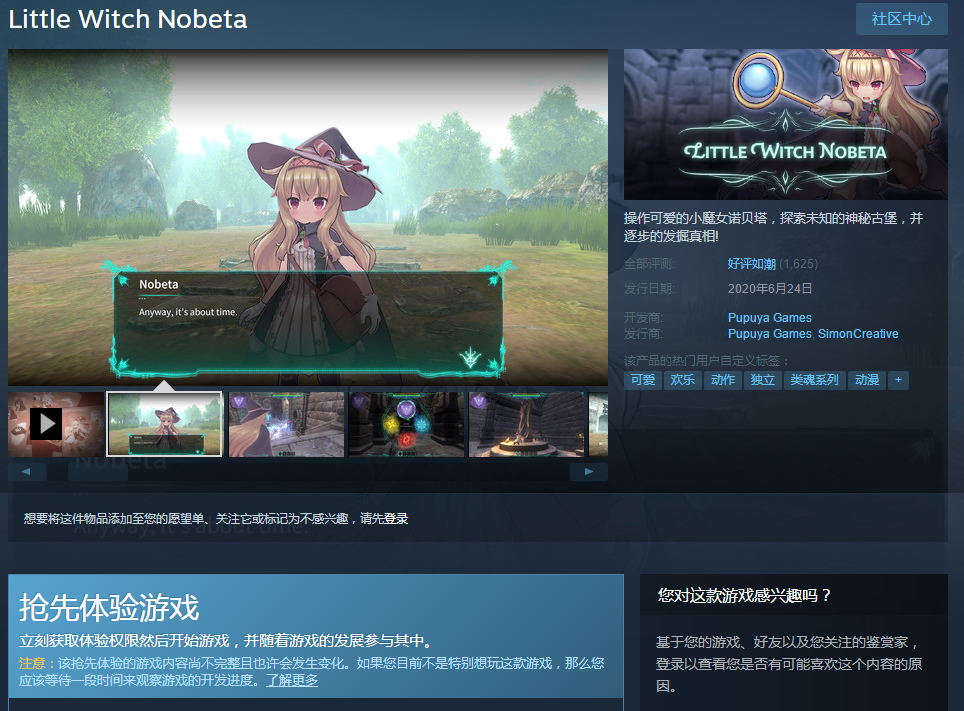 Little Witch Nobeta
社区中心
Nobeta
Anyway, it's about time.
LITTLE WITCH NOBETA
操作可爱的小魔女诺贝塔，探索未知的神秘古堡，并
逐步的发掘真相!
全部评测: 好评如潮 (1,625)
发行日期: 2020年6月24日
开发商: Pupuya Games
发行商: Pupuya Games, SimonCreative
该产品的热门用户自定义标签：
可爱 欢乐 动作 独立 类魂系列 动漫 +
Nobeta
Anyway, it's about time.
想要将这件物品添加至您的愿望单、关注它或标记为不感兴趣，请先登录
抢先体验游戏
立刻获取体验权限然后开始游戏，并随着游戏的发展参与其中。
注意：该抢先体验的游戏内容尚不完整且也许会发生变化。如果您目前不是特别想玩这款游戏，那么您
应该等待一段时间来观察游戏的开发进度。了解更多
您对这款游戏感兴趣吗？
基于您的游戏、好友以及您关注的鉴赏家，
登录以查看您是否有可能喜欢这个内容的原
因。